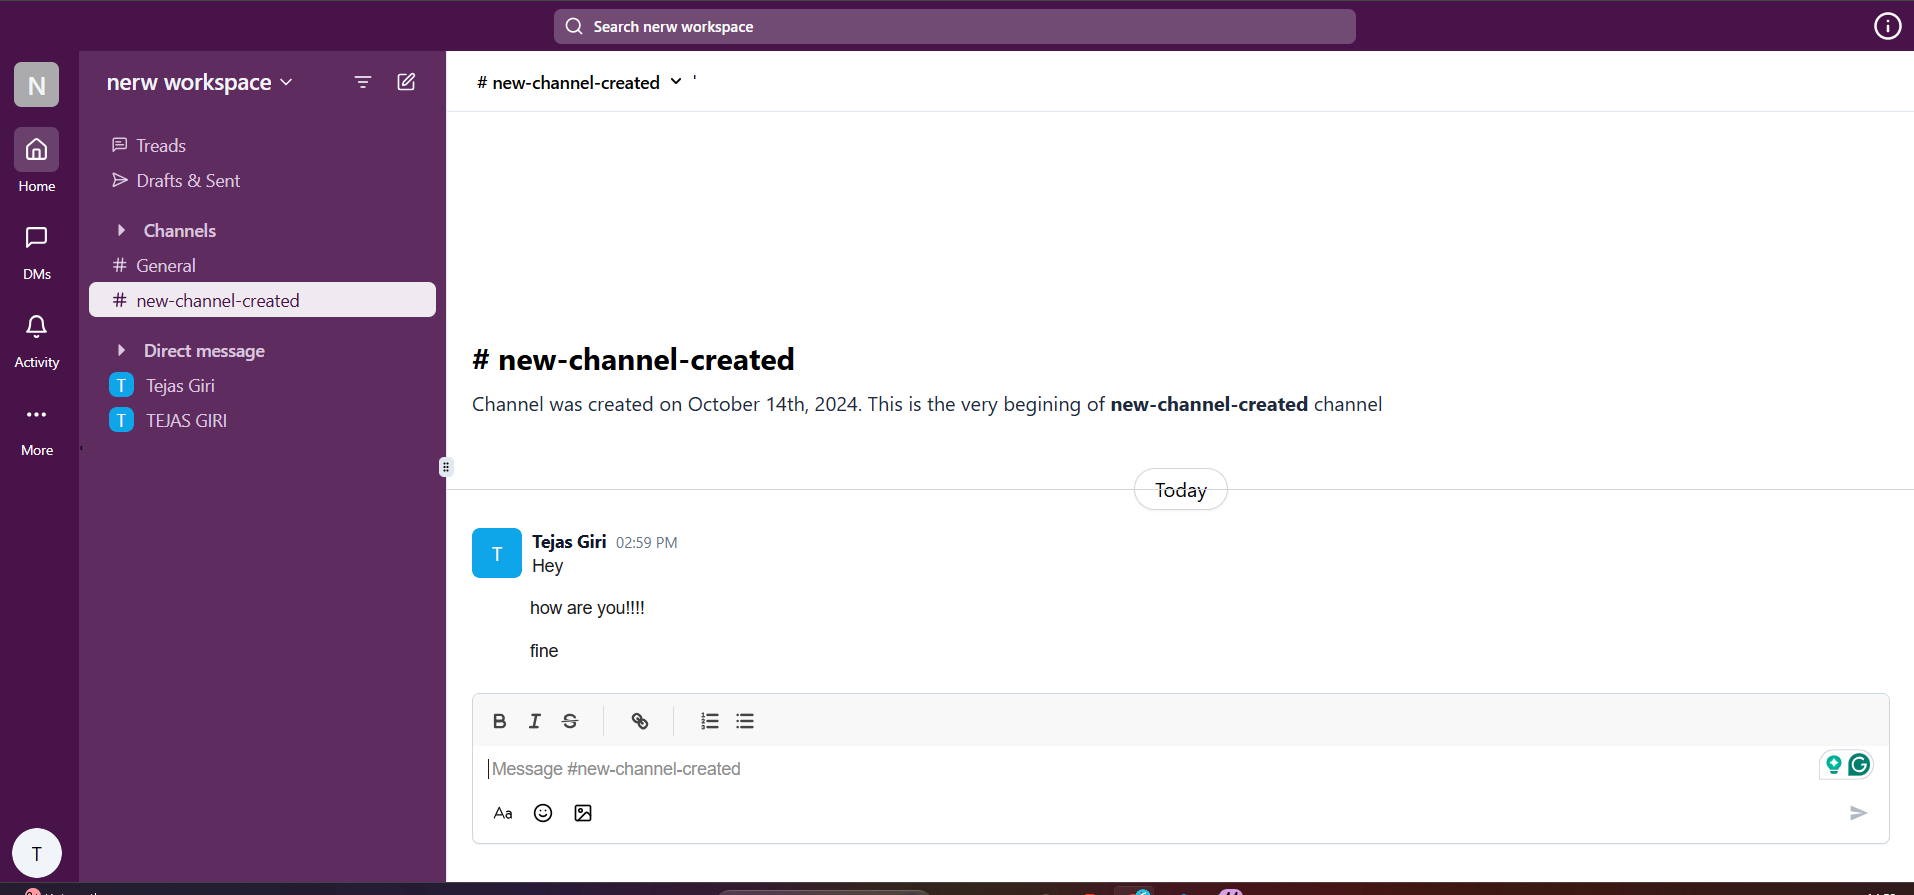 Search nerw workspace
N
nerw workspace
# new-channel-created
Home
Treads
Drafts & Sent
DMs
Channels
# General
# new-channel-created
Activity
Direct message
T Tejas Giri
T TEJAS GIRI
More
# new-channel-created
Channel was created on October 14th, 2024. This is the very begining of new-channel-created channel
Today
T
Tejas Giri 02:59 PM
Hey
how are you!!!!
fine
B I S
Message #new-channel-created
Aa
T